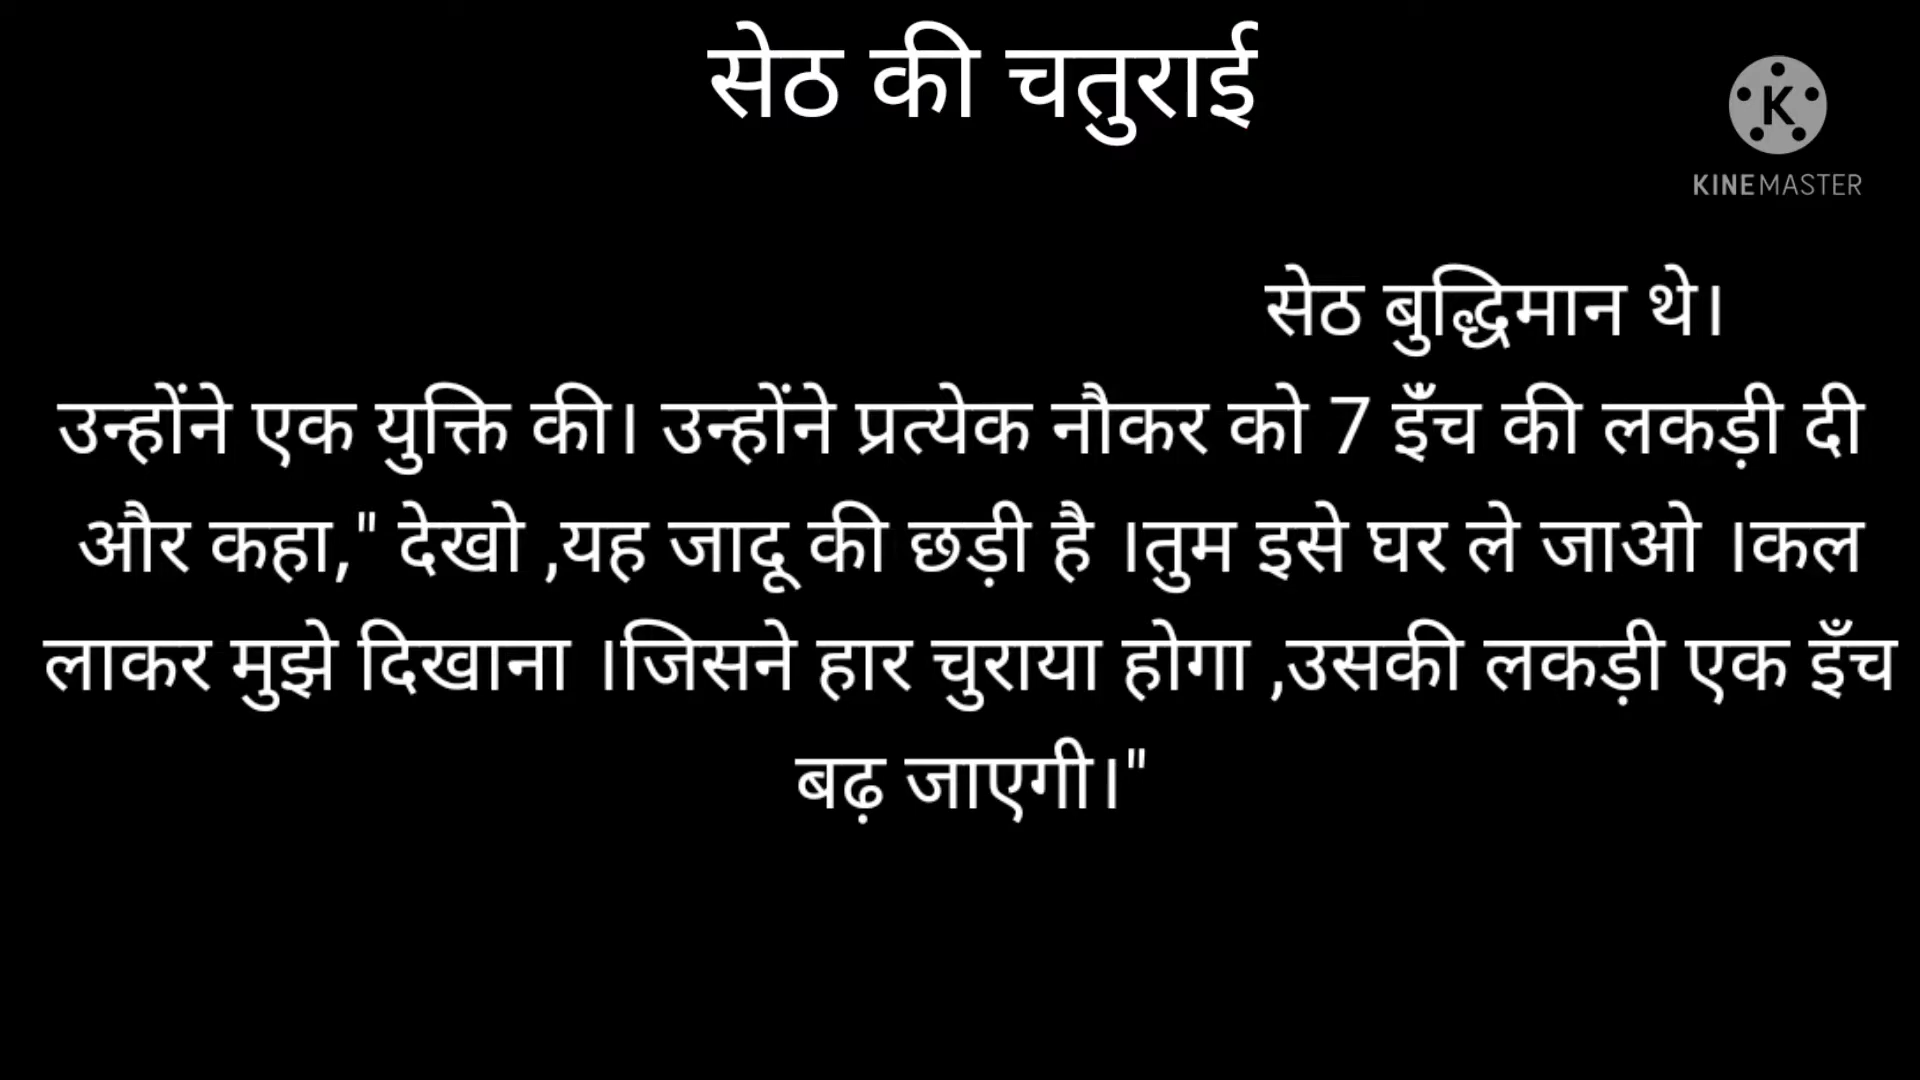 सेठ की चतुराई
K
KINEMASTER
सेठ बुद्धिमान थे।
उन्होंने एक युक्ति की। उन्होंने प्रत्येक नौकर को 7 ईँच की लकड़ी दी
और कहा," देखो ,यह जादू की छड़ी है ।तुम इसे घर ले जाओ ।कल
लाकर मुझे दिखाना ।जिसने हार चुराया होगा ,उसकी लकड़ी एक इँच
बढ़ जाएगी।"